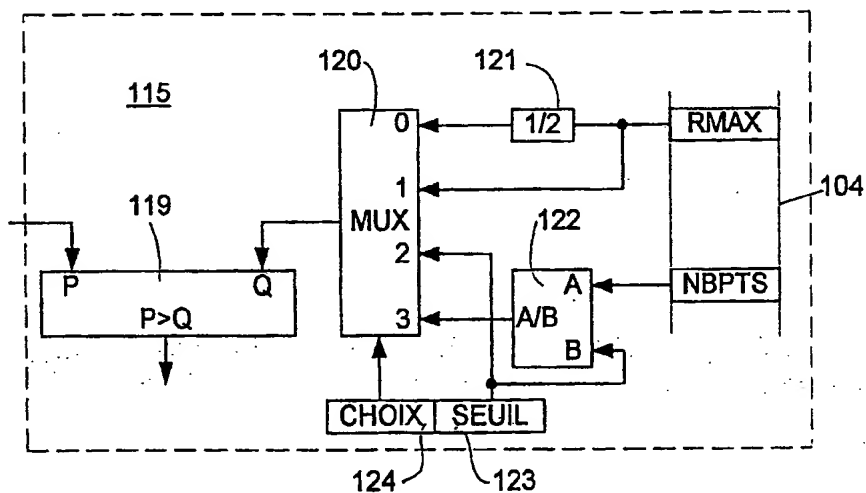 120
121
115
0
1/2
RMAX
1
104
119
MUX
122
2
P
Q
A
NBPTS
P>Q
3
A/B
B
CHOIX
SEUIL
124
123